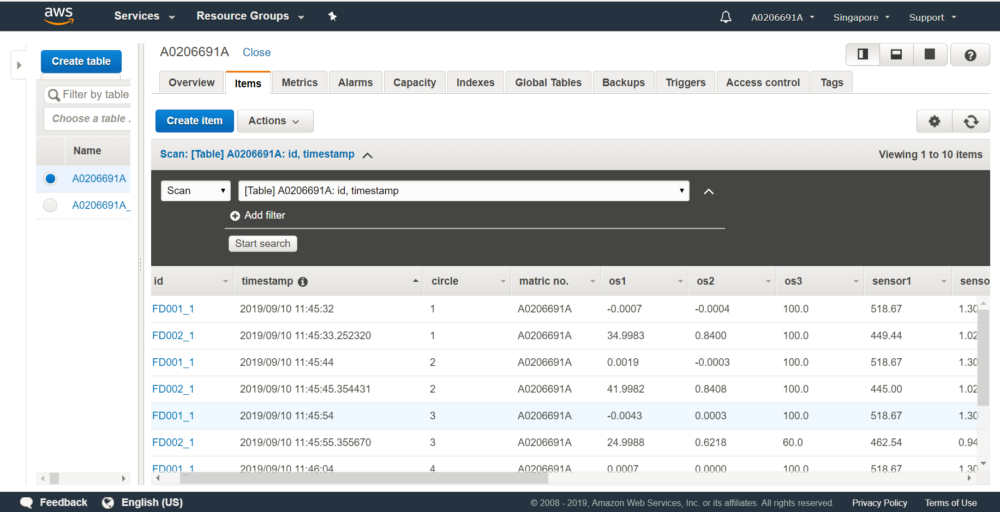 aws Services Resource Groups A0206691A Singapore Support
Create table
Filter by table
Choose a table .
Name
A0206691A
A0206691A_
A0206691A Close
Overview Items Metrics Alarms Capacity Indexes Global Tables Backups Triggers Access control Tags
Create item Actions
Scan: [Table] A0206691A: id, timestamp Viewing 1 to 10 items
Scan [Table] A0206691A: id, timestamp
Add filter
Start search
id timestamp circle matric no. os1 os2 os3 sensor1 senso
FD001_1 2019/09/10 11:45:32 1 A0206691A -0.0007 -0.0004 100.0 518.67 1.30
FD002_1 2019/09/10 11:45:33.252320 1 A0206691A 34.9983 0.8400 100.0 449.44 1.02
FD001_1 2019/09/10 11:45:44 2 A0206691A 0.0019 -0.0003 100.0 518.67 1.30
FD002_1 2019/09/10 11:45:45.354431 2 A0206691A 41.9982 0.8408 100.0 445.00 1.02
FD001_1 2019/09/10 11:45:54 3 A0206691A -0.0043 0.0003 100.0 518.67 1.30
FD002_1 2019/09/10 11:45:55.355670 3 A0206691A 24.9988 0.6218 60.0 462.54 0.94
FD001_1 2019/09/10 11:46:04 4 A0206691A 0.0007 0.0000 100.0 518.67 1.30
Feedback English (US) © 2008 - 2019, Amazon Web Services, Inc. or its affiliates. All rights reserved. Privacy Policy Terms of Use